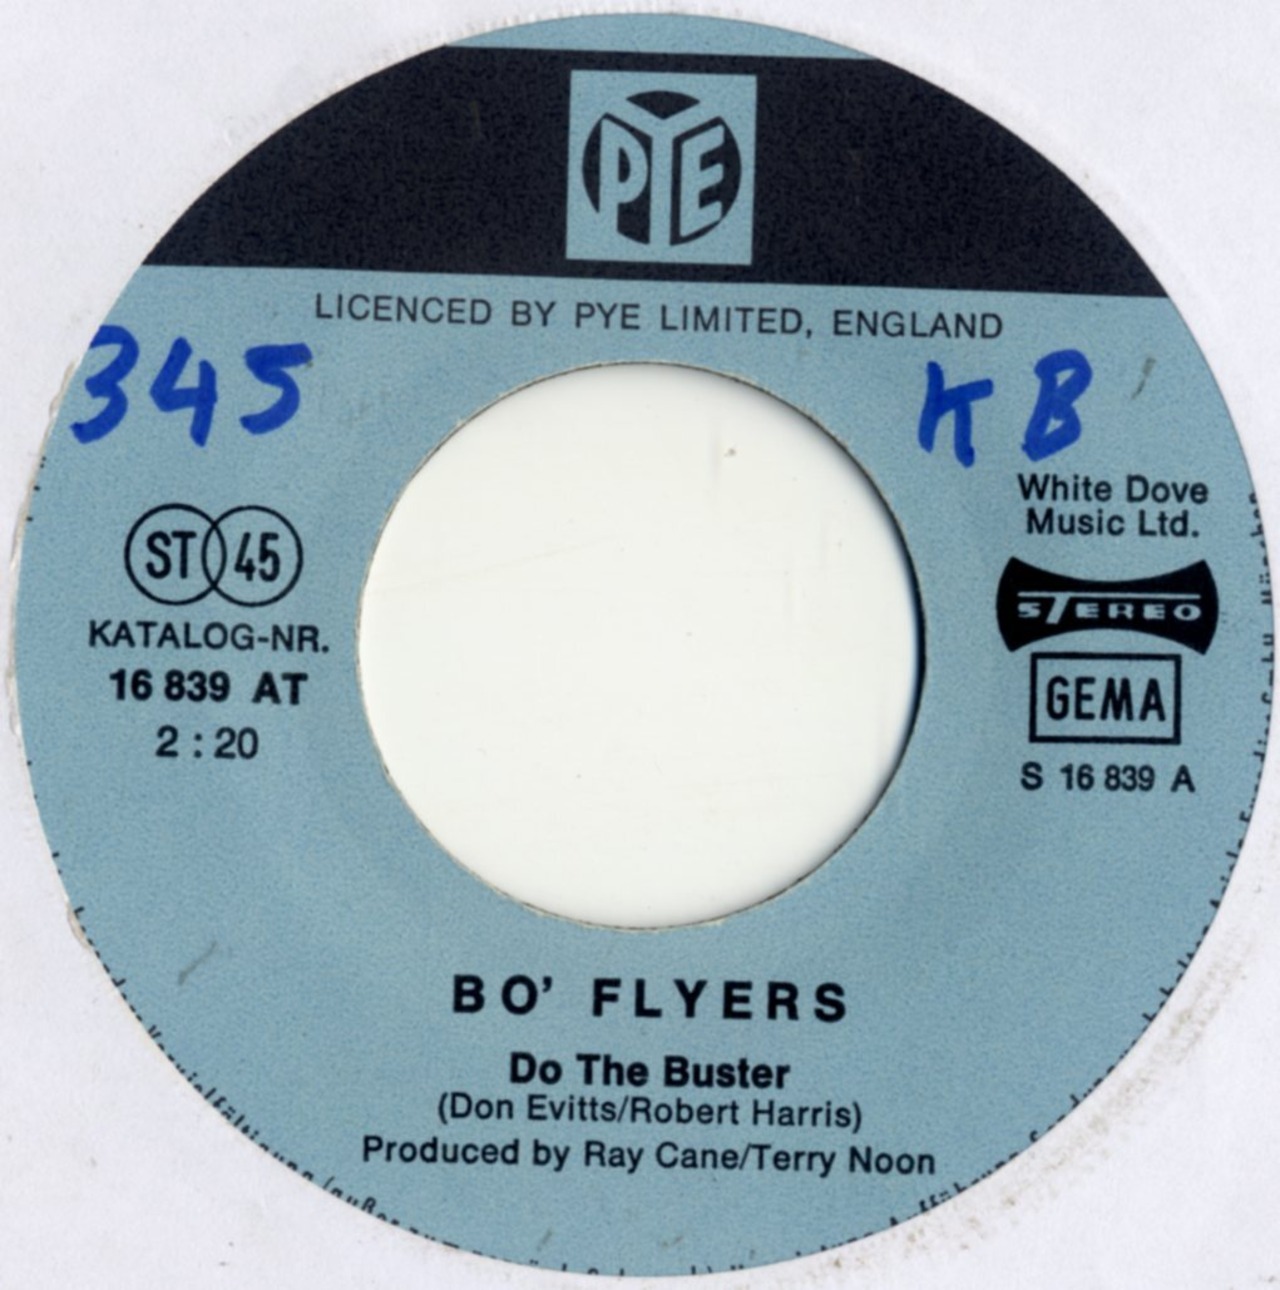 PYE
LICENCED BY PYE LIMITED, ENGLAND
345
KB
White Dove
Music Ltd.
ST 45
STEREO
KATALOG-NR.
GEMA
16 839 AT
2 : 20
S 16 839 A
BO' FLYERS
Do The Buster
(Don Evitts/Robert Harris)
Produced by Ray Cane/Terry Noon